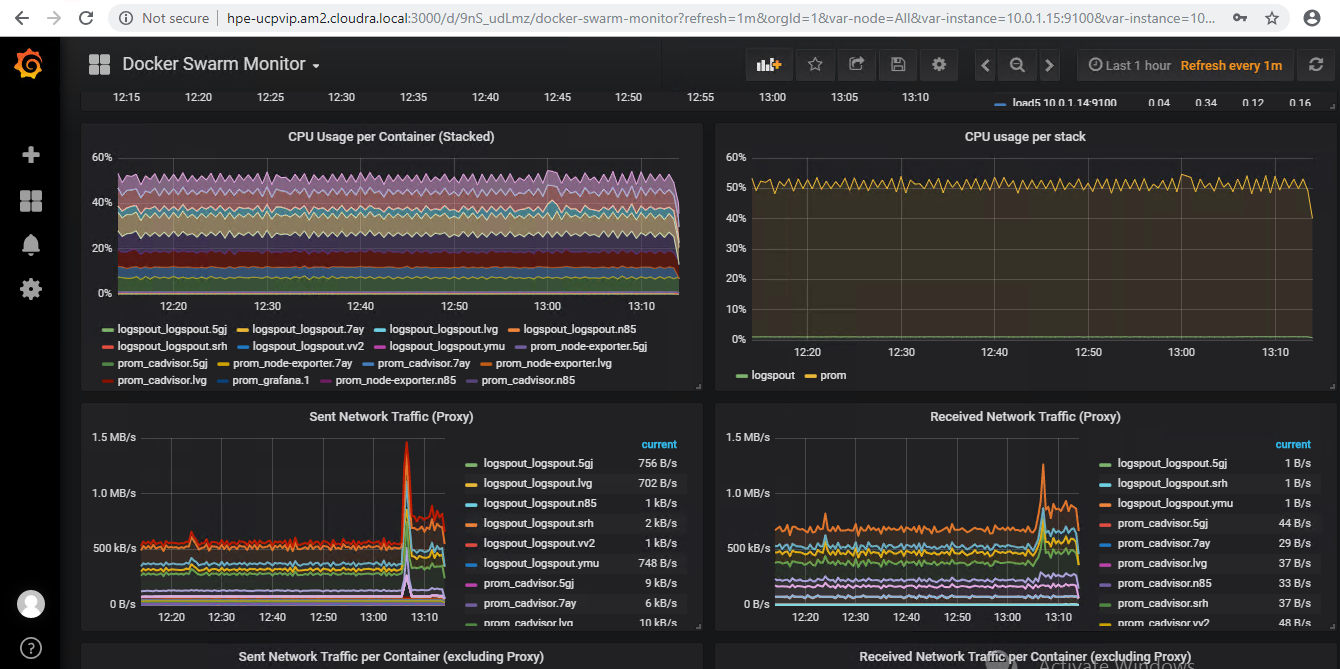 Not secure | hpe-ucpvip.am2.cloudra.local:3000/d/9nS_udLmz/docker-swarm-monitor?refresh=1m&orgId=1&var-node=All&var-instance=10.0.1.15:9100&var-instance=10...
Docker Swarm Monitor
Last 1 hour Refresh every 1m
12:15 12:20 12:25 12:30 12:35 12:40 12:45 12:50 12:55 13:00 13:05 13:10
load5 10.0.1.14:9100 0.04 0.34 0.12 0.16
CPU Usage per Container (Stacked)
60%
40%
20%
0%
12:20 12:30 12:40 12:50 13:00 13:10
logspout_logspout.5gj logspout_logspout.7ay logspout_logspout.lvg logspout_logspout.n85
logspout_logspout.srh logspout_logspout.vv2 logspout_logspout.ymu prom_node-exporter.5gj
prom_cadvisor.5gj prom_node-exporter.7ay prom_cadvisor.7ay prom_node-exporter.lvg
prom_cadvisor.lvg prom_grafana.1 prom_node-exporter.n85 prom_cadvisor.n85
CPU usage per stack
60%
50%
40%
30%
20%
10%
0%
12:20 12:30 12:40 12:50 13:00 13:10
logspout prom
Sent Network Traffic (Proxy)
1.5 MB/s
1.0 MB/s
500 kB/s
0 B/s
12:20 12:30 12:40 12:50 13:00 13:10
current
logspout_logspout.5gj 756 B/s
logspout_logspout.lvg 702 B/s
logspout_logspout.n85 1 kB/s
logspout_logspout.srh 2 kB/s
logspout_logspout.vv2 1 kB/s
logspout_logspout.ymu 748 B/s
prom_cadvisor.5gj 9 kB/s
prom_cadvisor.7ay 6 kB/s
prom_cadvisor.lvg 10 kB/s
Received Network Traffic (Proxy)
1.5 MB/s
1.0 MB/s
500 kB/s
0 B/s
12:20 12:30 12:40 12:50 13:00 13:10
current
logspout_logspout.5gj 1 B/s
logspout_logspout.srh 1 B/s
logspout_logspout.ymu 1 B/s
prom_cadvisor.5gj 44 B/s
prom_cadvisor.7ay 29 B/s
prom_cadvisor.lvg 37 B/s
prom_cadvisor.n85 33 B/s
prom_cadvisor.srh 37 B/s
prom_cadvisor.vv2 48 B/s
Sent Network Traffic per Container (excluding Proxy)
Received Network Traffic per Container (excluding Proxy)
Activate Windows